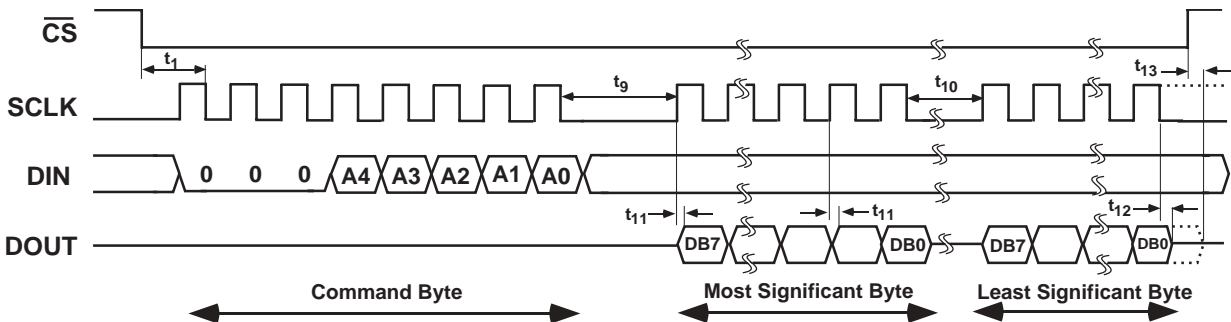 CS
t1
t13
SCLK
t9
t10
DIN
0 0 0 A4 A3 A2 A1 A0
t11
t11
t12
DOUT
DB7 DB0 DB7 DB0
Command Byte
Most Significant Byte
Least Significant Byte